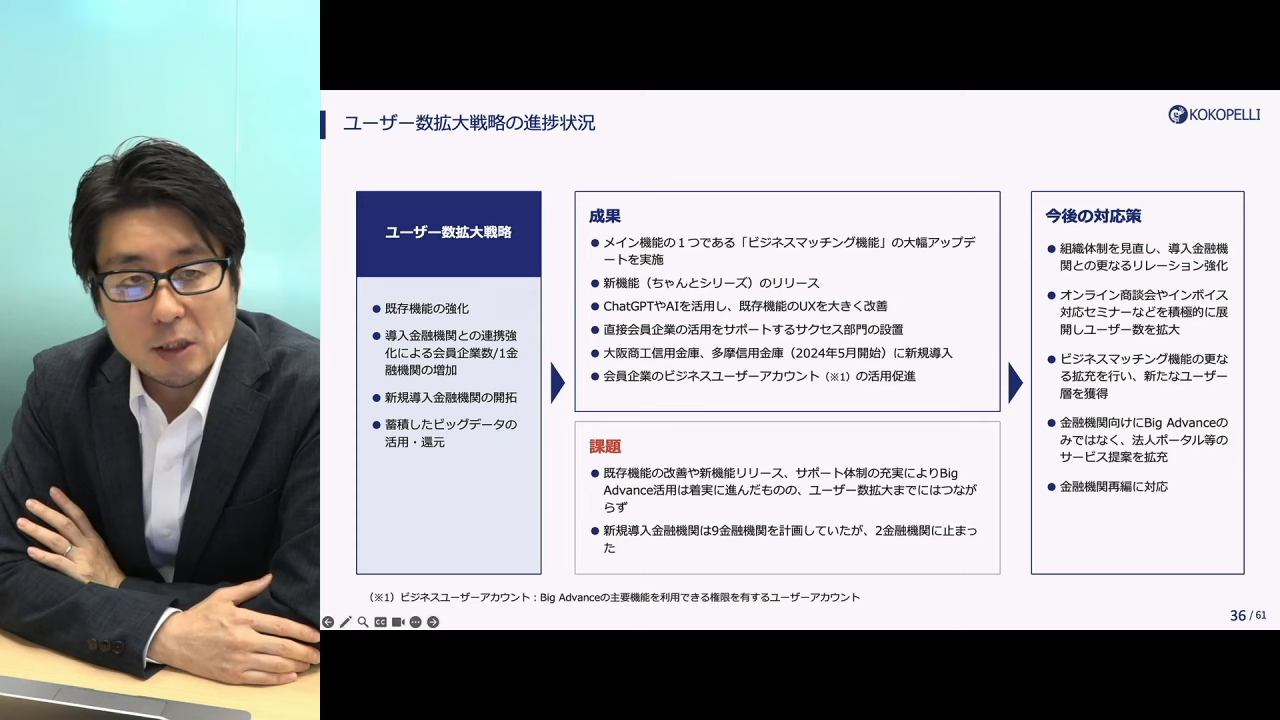 ユーザー数拡大戦略の進捗状況
KOKOPELLI
ユーザー数拡大戦略
● 既存機能の強化
● 導入金融機関との連携強
化による会員企業数/1金
融機関の増加
● 新規導入金融機関の開拓
● 蓄積したビッグデータの
活用・還元
成果
● メイン機能の１つである「ビジネスマッチング機能」の大幅アップデ
ートを実施
● 新機能（ちゃんとシリーズ）のリリース
● ChatGPTやAIを活用し、既存機能のUXを大きく改善
● 直接会員企業の活用をサポートするサクセス部門の設置
● 大阪商工信用金庫、多摩信用金庫（2024年5月開始）に新規導入
● 会員企業のビジネスユーザーアカウント（※1）の活用促進
課題
● 既存機能の改善や新機能リリース、サポート体制の充実によりBig
Advance活用は着実に進んだものの、ユーザー数拡大までにはつなが
らず
● 新規導入金融機関は9金融機関を計画していたが、2金融機関に止まっ
た
今後の対応策
● 組織体制を見直し、導入金融機
関との更なるリレーション強化
● オンライン商談会やインボイス
対応セミナーなどを積極的に展
開しユーザー数を拡大
● ビジネスマッチング機能の更な
る拡充を行い、新たなユーザー
層を獲得
● 金融機関向けにBig Advanceの
みではなく、法人ポータル等の
サービス提案を拡充
● 金融機関再編に対応
（※1）ビジネスユーザーアカウント：Big Advanceの主要機能を利用できる権限を有するユーザーアカウント
CC
36 / 61